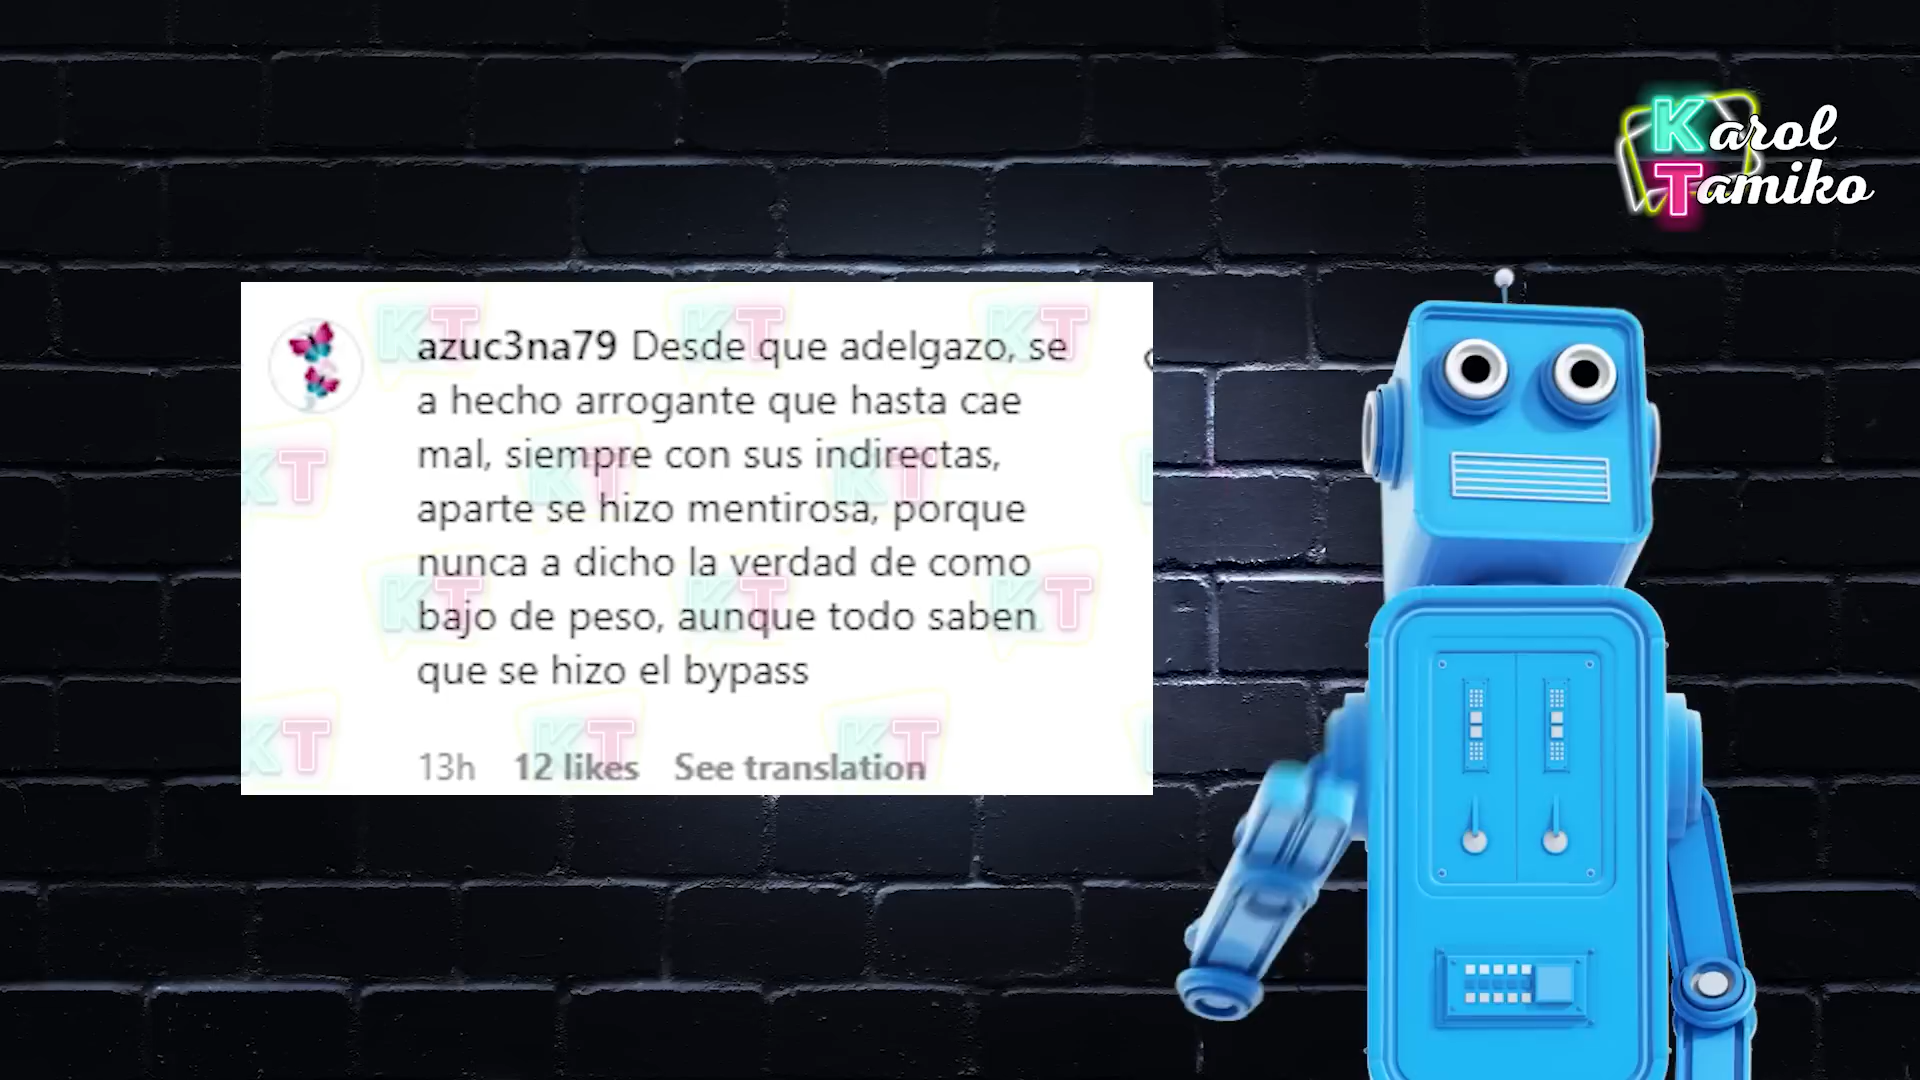 Karol
Tamiko
azuc3na79 Desde que adelgazo, se
a hecho arrogante que hasta cae
mal, siempre con sus indirectas,
aparte se hizo mentirosa, porque
nunca a dicho la verdad de como
bajo de peso, aunque todo saben
que se hizo el bypass
13h 12 likes See translation